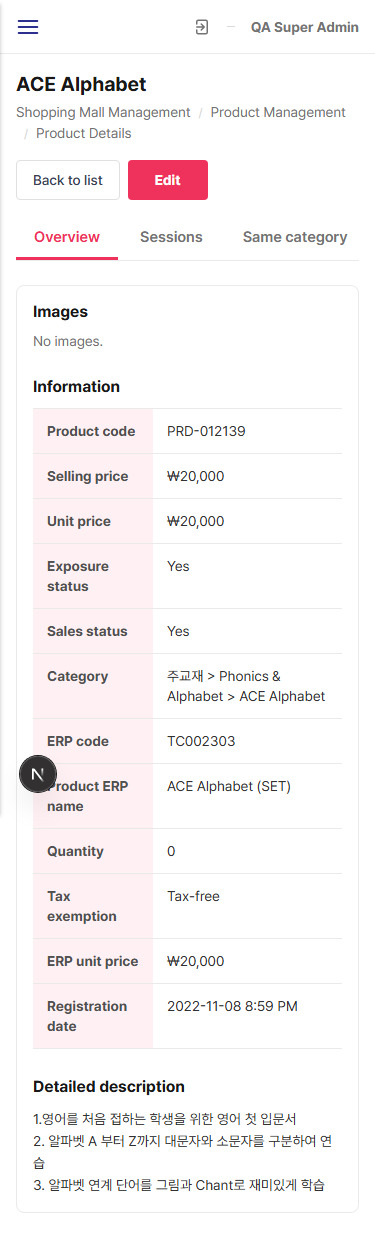 QA Super Admin
ACE Alphabet
Shopping Mall Management / Product Management
/ Product Details
Back to list Edit
Overview Sessions Same category
Images
No images.
Information
Product code PRD-012139
Selling price ₩20,000
Unit price ₩20,000
Exposure status Yes
Sales status Yes
Category 주교재 > Phonics &
Alphabet > ACE Alphabet
ERP code TC002303
N
Product ERP name ACE Alphabet (SET)
Quantity 0
Tax exemption Tax-free
ERP unit price ₩20,000
Registration date 2022-11-08 8:59 PM
Detailed description
1.영어를 처음 접하는 학생을 위한 영어 첫 입문서
2. 알파벳 A 부터 Z까지 대문자와 소문자를 구분하여 연
습
3. 알파벳 연계 단어를 그림과 Chant로 재미있게 학습